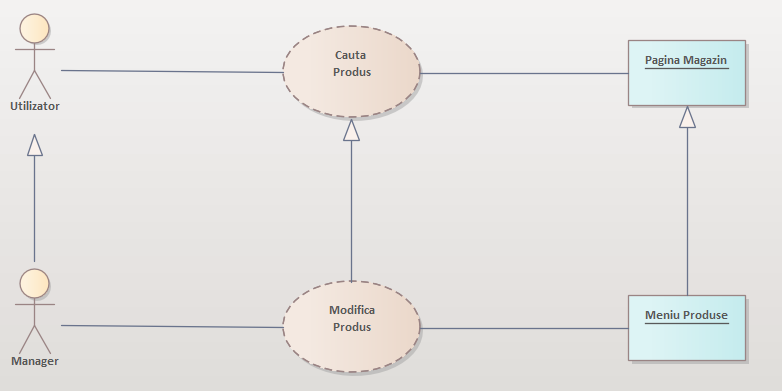 Cauta
Produs
Pagina Magazin
Utilizator
Modifica
Produs
Meniu Produse
Manager